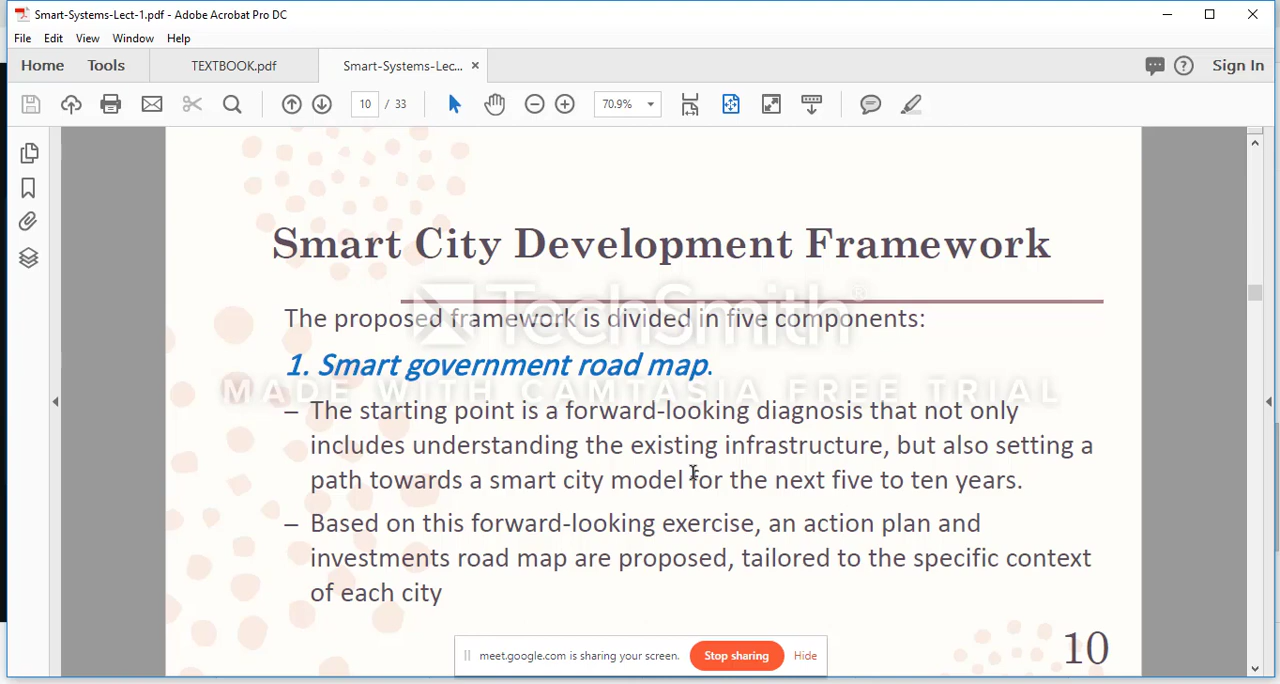 Smart-Systems-Lect-1.pdf - Adobe Acrobat Pro DC
File Edit View Window Help
Home Tools TEXTBOOK.pdf Smart-Systems-Lec... × Sign In
10 / 33 70.9%
Smart City Development Framework
TechSmith®
The proposed framework is divided in five components:
1. Smart government road map.
MADE WITH CAMTASIA FREE TRIAL
– The starting point is a forward-looking diagnosis that not only
includes understanding the existing infrastructure, but also setting a
path towards a smart city model for the next five to ten years.
– Based on this forward-looking exercise, an action plan and
investments road map are proposed, tailored to the specific context
of each city
10
meet.google.com is sharing your screen. Stop sharing Hide